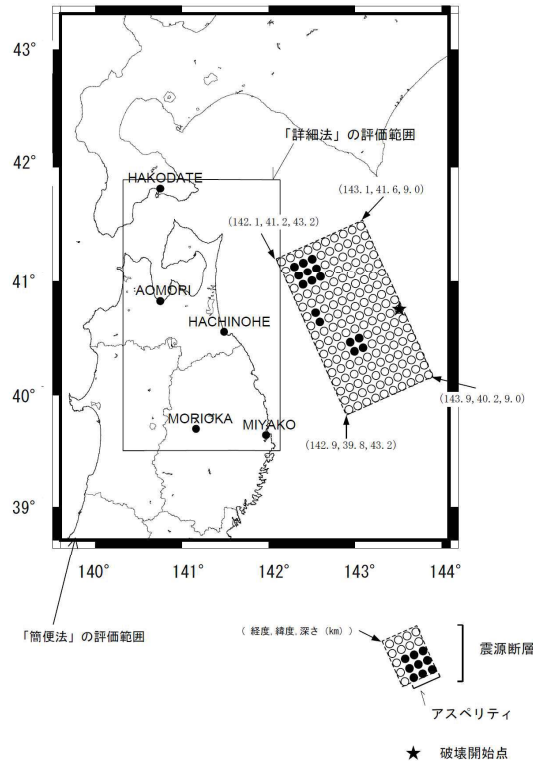 43°
42°
41°
40°
39°
140°
141°
142°
143°
144°
「詳細法」の評価範囲
HAKODATE
(143.1, 41.6, 9.0)
(142.1, 41.2, 43.2)
AOMORI
HACHINOHE
MORIOKA
MIYAKO
(143.9, 40.2, 9.0)
(142.9, 39.8, 43.2)
「簡便法」の評価範囲
( 経度, 緯度, 深さ (km) )
震源断層
アスペリティ
★ 破壊開始点